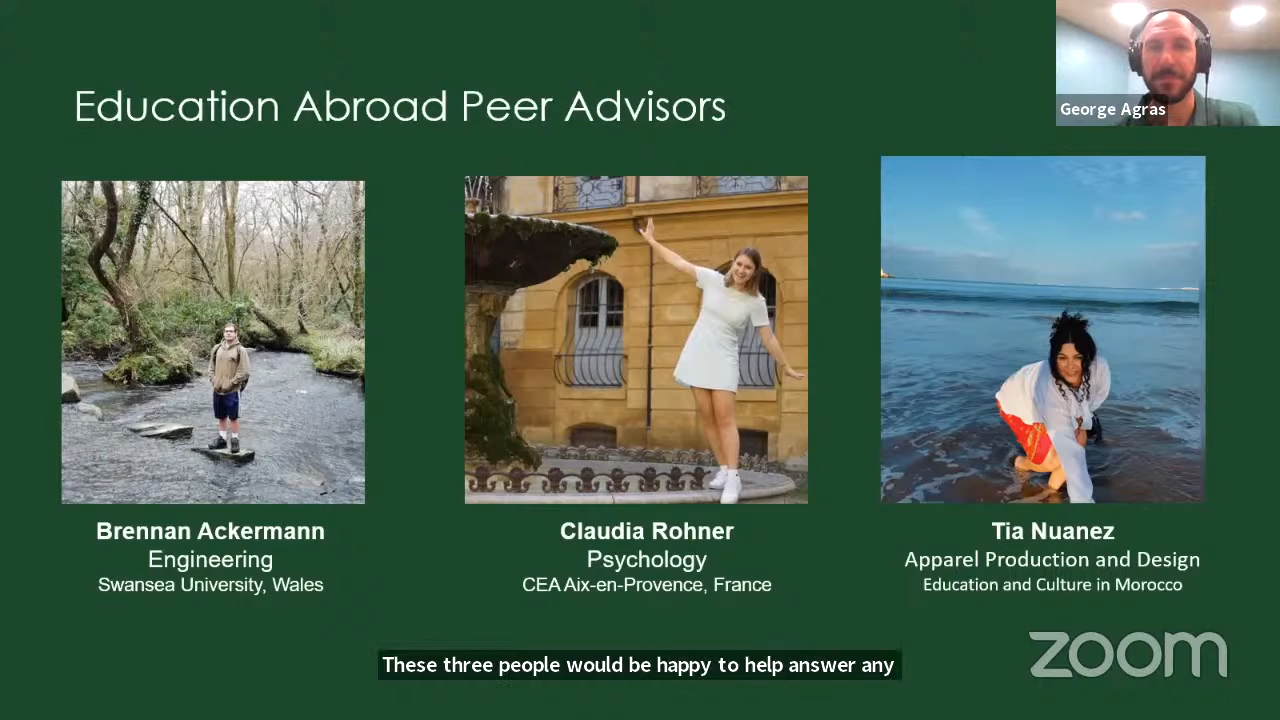 Education Abroad Peer Advisors
George Agras
Brennan Ackermann
Engineering
Swansea University, Wales
Claudia Rohner
Psychology
CEA Aix-en-Provence, France
Tia Nuanez
Apparel Production and Design
Education and Culture in Morocco
These three people would be happy to help answer any
zoom